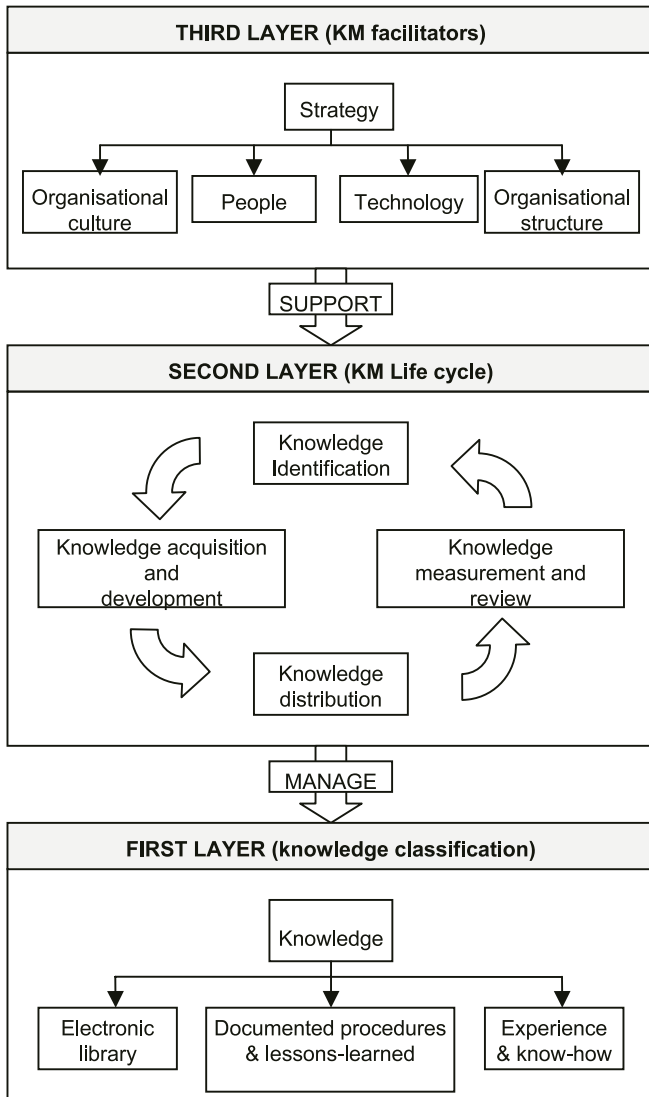 THIRD LAYER (KM facilitators)
Strategy
Organisational
culture
People
Technology
Organisational
structure
SUPPORT
SECOND LAYER (KM Life cycle)
Knowledge
Identification
Knowledge acquisition
and
development
Knowledge
measurement and
review
Knowledge
distribution
MANAGE
FIRST LAYER (knowledge classification)
Knowledge
Electronic
library
Documented procedures
& lessons-learned
Experience
& know-how